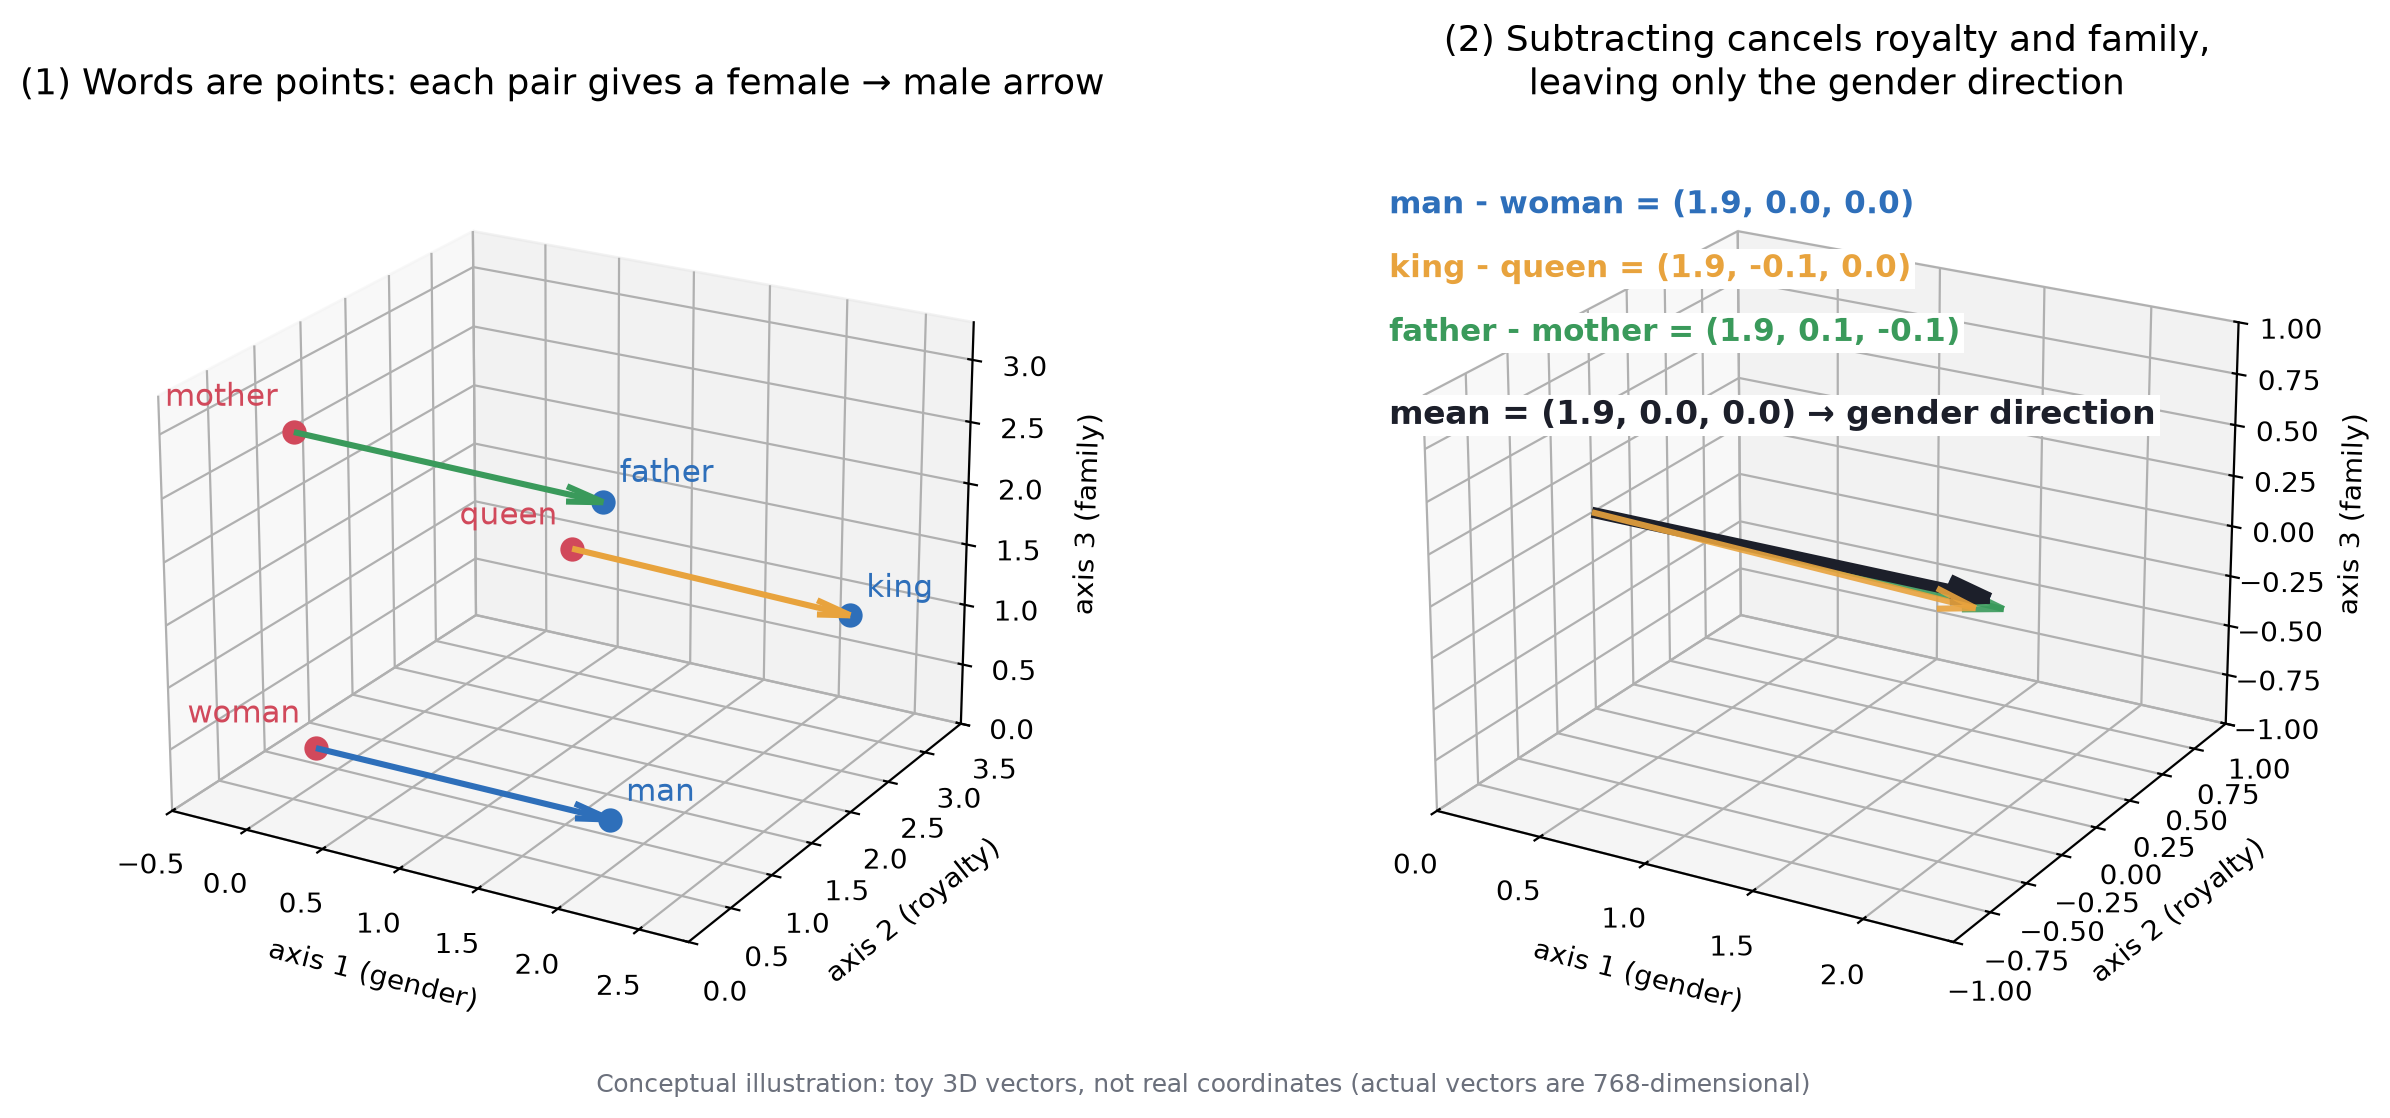 (1) Words are points: each pair gives a female → male arrow
mother
father
queen
king
woman
man
3.0
2.5
2.0
1.5
1.0
0.5
0.0
axis 3 (family)
3.5
3.0
2.5
2.0
1.5
1.0
0.5
0.0
axis 2 (royalty)
−0.5
0.0
0.5
1.0
1.5
2.0
2.5
axis 1 (gender)
(2) Subtracting cancels royalty and family,
leaving only the gender direction
man - woman = (1.9, 0.0, 0.0)
king - queen = (1.9, -0.1, 0.0)
father - mother = (1.9, 0.1, -0.1)
mean = (1.9, 0.0, 0.0) → gender direction
1.00
0.75
0.50
0.25
0.00
−0.25
−0.50
−0.75
−1.00
axis 3 (family)
1.00
0.75
0.50
0.25
0.00
−0.25
−0.50
−0.75
−1.00
axis 2 (royalty)
0.0
0.5
1.0
1.5
2.0
axis 1 (gender)
Conceptual illustration: toy 3D vectors, not real coordinates (actual vectors are 768-dimensional)